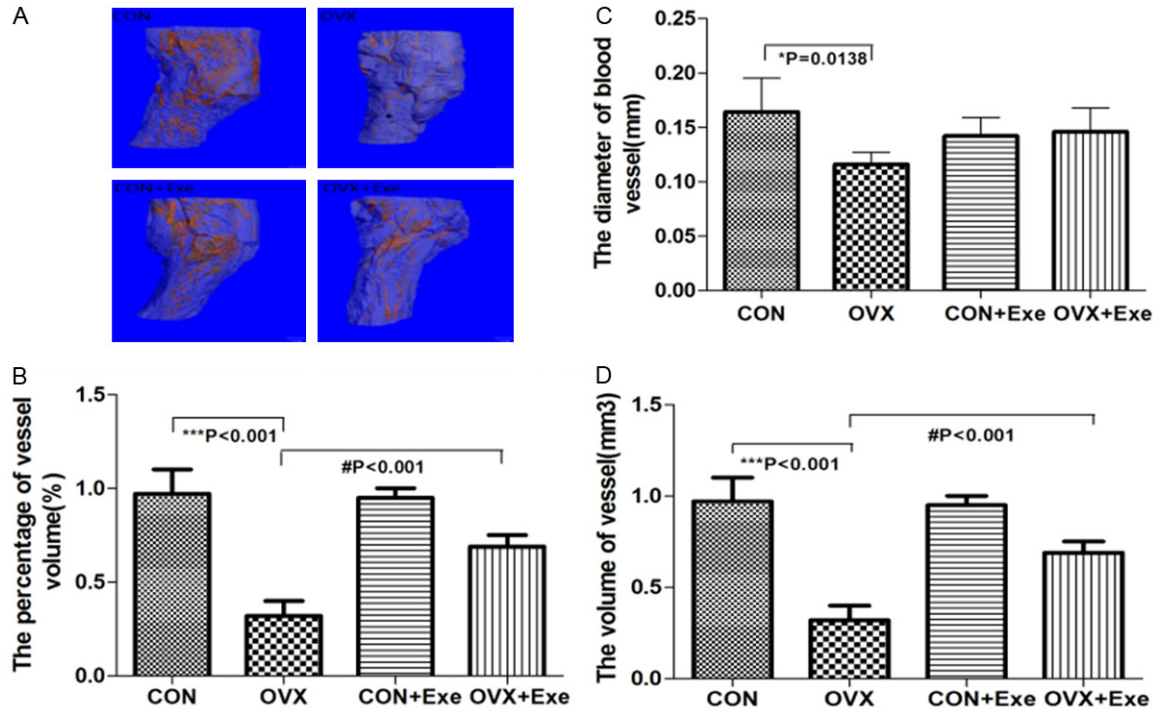 A
CON
OVX
CON+Exe
OVX+Exe
B
The percentage of vessel
volume(%)
1.5
1.0
0.5
0.0
***P<0.001
#P<0.001
CON
OVX
CON+Exe
OVX+Exe
C
The diameter of blood
vessel(mm)
0.25
0.20
0.15
0.10
0.05
0.00
*P=0.0138
CON
OVX
CON+Exe
OVX+Exe
D
The volume of vessel(mm3)
1.5
1.0
0.5
0.0
***P<0.001
#P<0.001
CON
OVX
CON+Exe
OVX+Exe